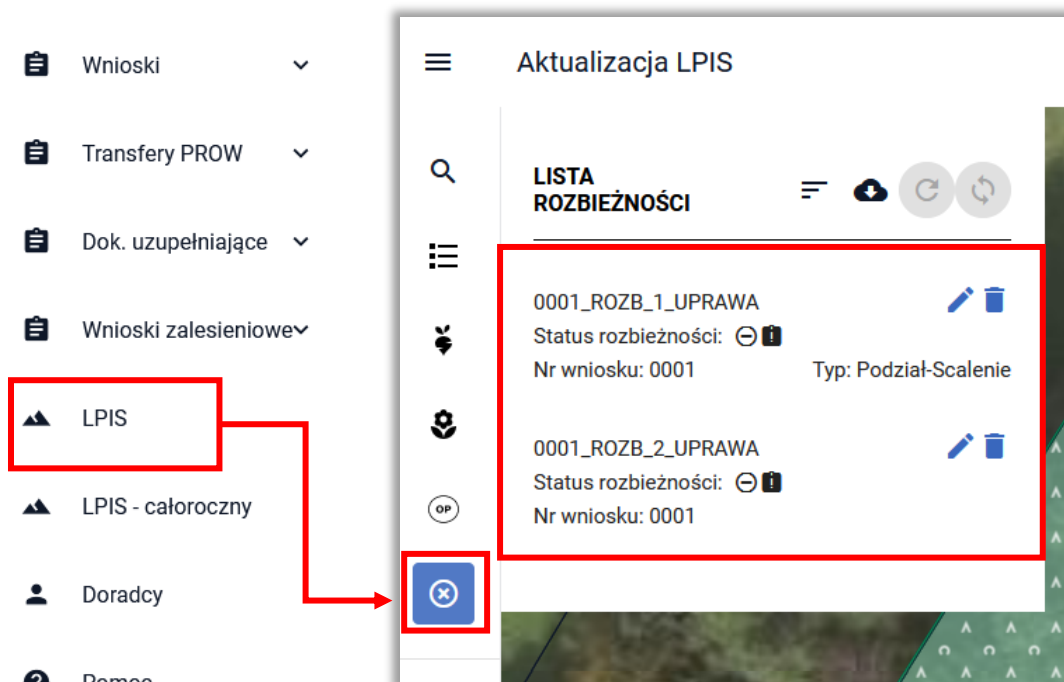 Wnioski
Transfery PROW
Dok. uzupełniające
Wnioski zalesieniowe
LPIS
LPIS - całoroczny
Doradcy
Pomoc
Aktualizacja LPIS
LISTA
ROZBIEŻNOŚCI
0001_ROZB_1_UPRAWA
Status rozbieżności:
Nr wniosku: 0001 Typ: Podział-Scalenie
0001_ROZB_2_UPRAWA
Status rozbieżności:
Nr wniosku: 0001
OP